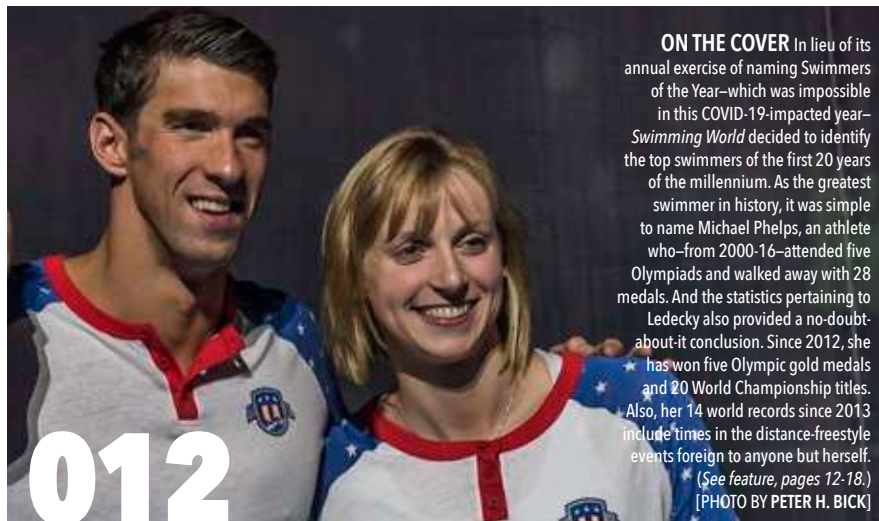 ON THE COVER In lieu of its
annual exercise of naming Swimmers
of the Year—which was impossible
in this COVID-19-impacted year—
Swimming World decided to identify
the top swimmers of the first 20 years
of the millennium. As the greatest
swimmer in history, it was simple
to name Michael Phelps, an athlete
who—from 2000-16—attended five
Olympiads and walked away with 28
medals. And the statistics pertaining to
Ledecky also provided a no-doubt-
about-it conclusion. Since 2012, she
has won five Olympic gold medals
and 20 World Championship titles.
Also, her 14 world records since 2013
include times in the distance-freestyle
events foreign to anyone but herself.
(See feature, pages 12-18.)
[PHOTO BY PETER H. BICK]
012